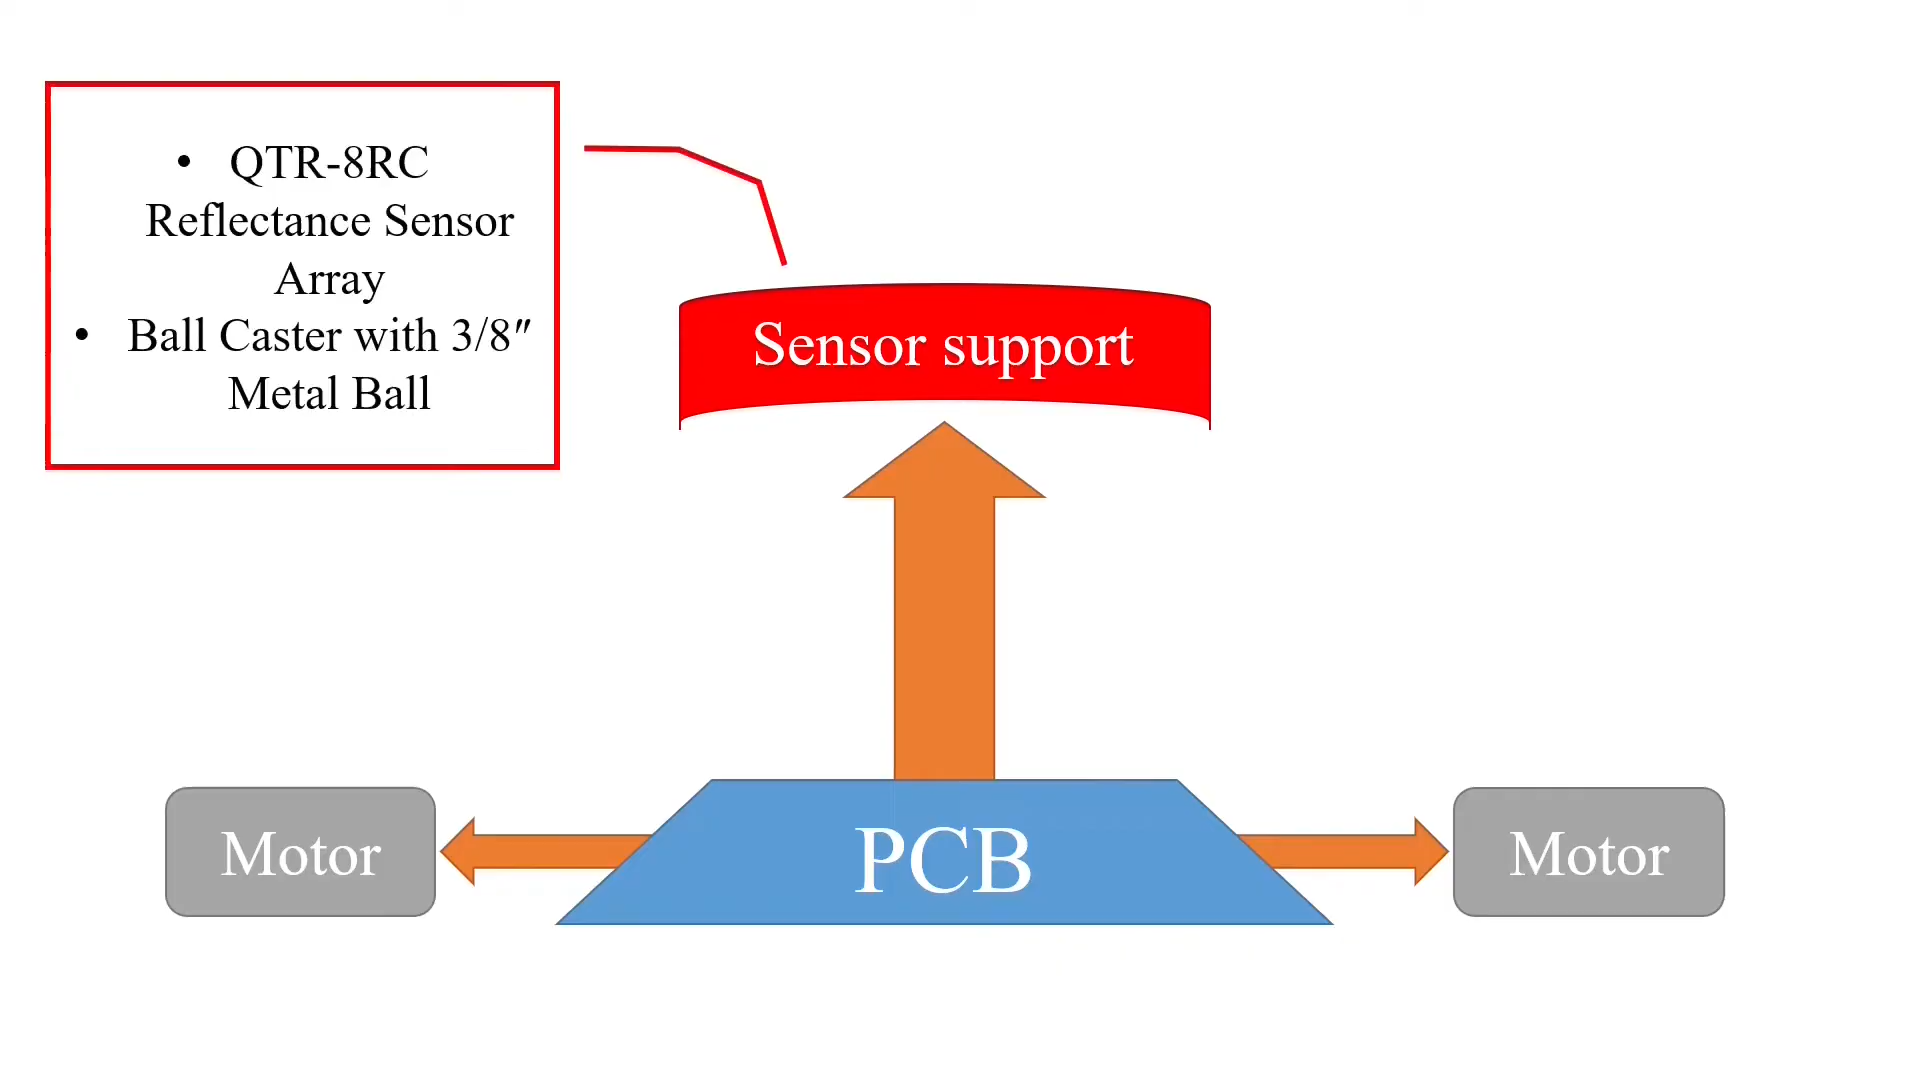 • QTR-8RC
Reflectance Sensor
Array
• Ball Caster with 3/8″
Metal Ball
Sensor support
Motor
PCB
Motor